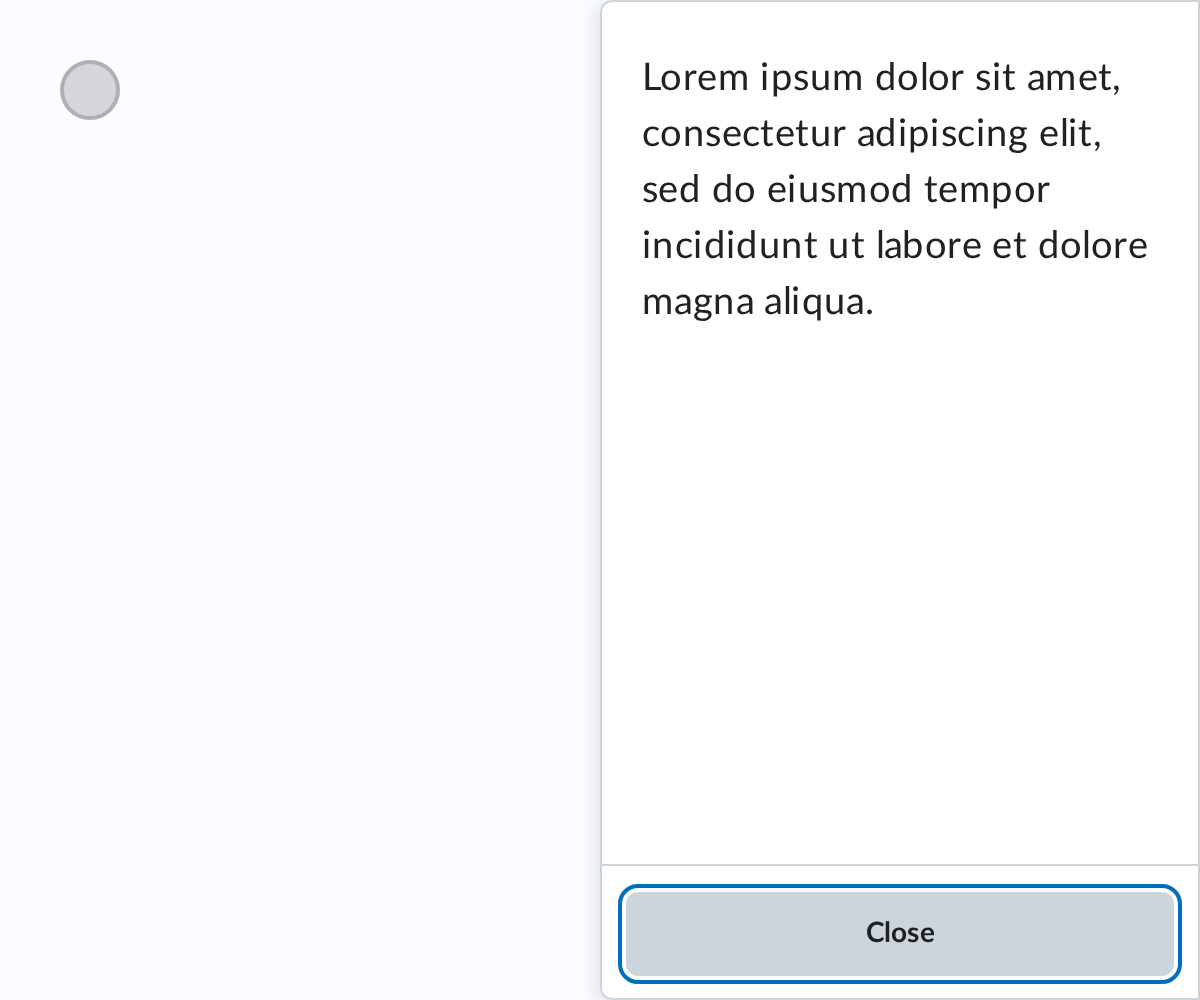 Lorem ipsum dolor sit amet,
consectetur adipiscing elit,
sed do eiusmod tempor
incididunt ut labore et dolore
magna aliqua.
Close